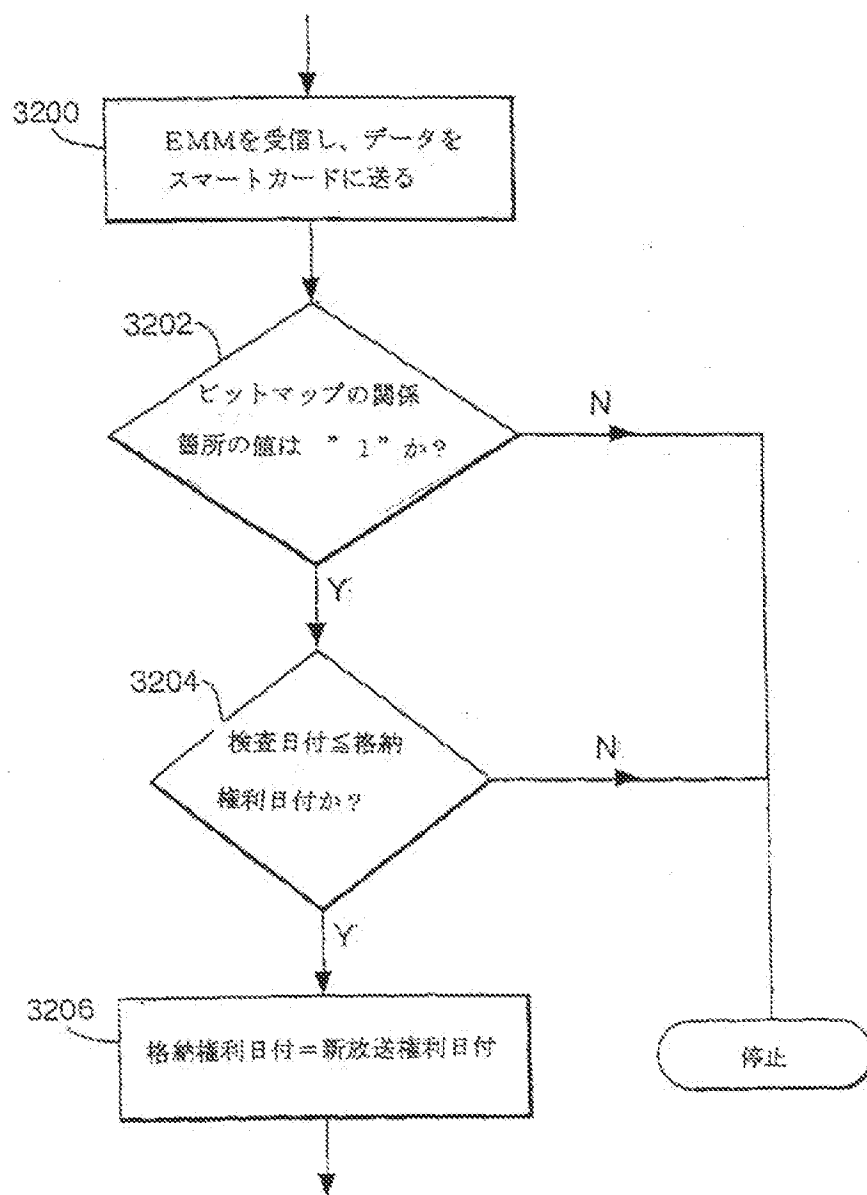 3200
EMMを受信し、データを
スマートカードに送る
3202
ビットマップの関係
箇所の値は ” 1 ”か?
N
Y
3204
検査日付≦格納
権利日付か?
N
Y
3206
格納権利日付=新放送権利日付
停止